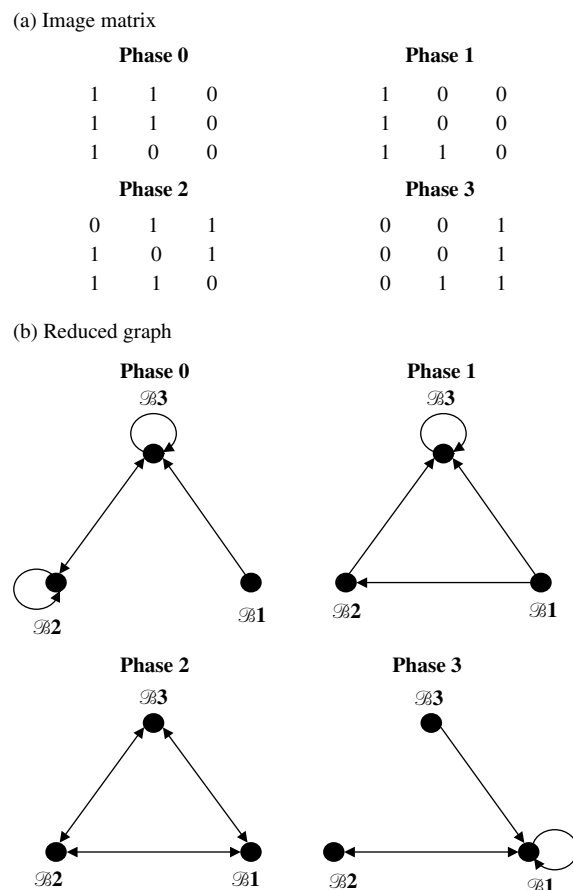 (a) Image matrix
Phase 0 Phase 1
1 1 0 1 0 0
1 1 0 1 0 0
1 0 0 1 1 0
Phase 2 Phase 3
0 1 1 0 0 1
1 0 1 0 0 1
1 1 0 0 1 1
(b) Reduced graph
Phase 0 Phase 1
ℬ3 ℬ3
ℬ2 ℬ1 ℬ2 ℬ1
Phase 2 Phase 3
ℬ3 ℬ3
ℬ2 ℬ1 ℬ2 ℬ1